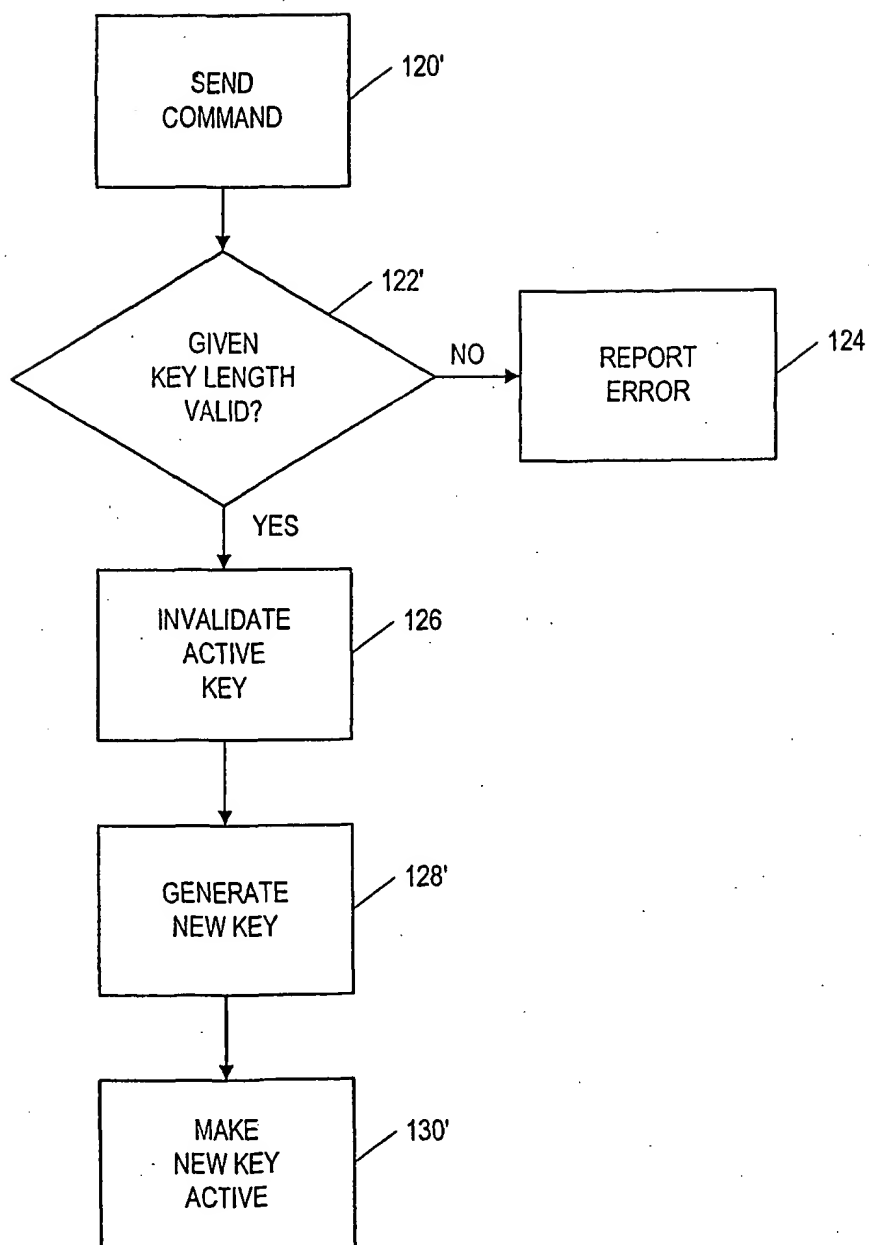 SEND
COMMAND
120'
GIVEN
KEY LENGTH
VALID?
122'
NO
REPORT
ERROR
124
YES
INVALIDATE
ACTIVE
KEY
126
GENERATE
NEW KEY
128'
MAKE
NEW KEY
ACTIVE
130'